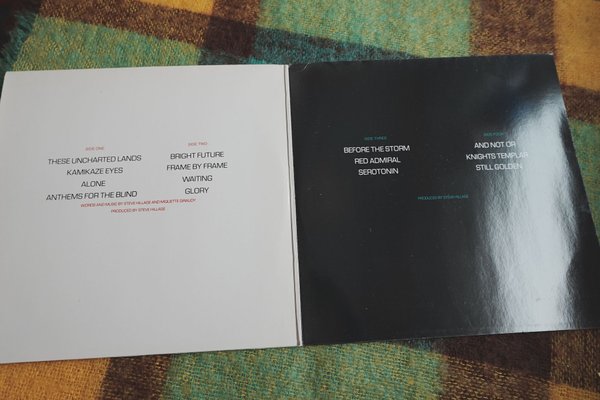 SIDE ONE
THESE UNCHARTED LANDS
KAMIKAZE EYES
ALONE
ANTHEMS FOR THE BLIND
SIDE TWO
BRIGHT FUTURE
FRAME BY FRAME
WAITING
GLORY
WORDS AND MUSIC BY STEVE HILLAGE AND MIQUETTE GIRAUDY
PRODUCED BY STEVE HILLAGE
SIDE THREE
BEFORE THE STORM
RED ADMIRAL
SEROTONIN
SIDE FOUR
AND NOT OR
KNIGHTS TEMPLAR
STILL GOLDEN
PRODUCED BY STEVE HILLAGE